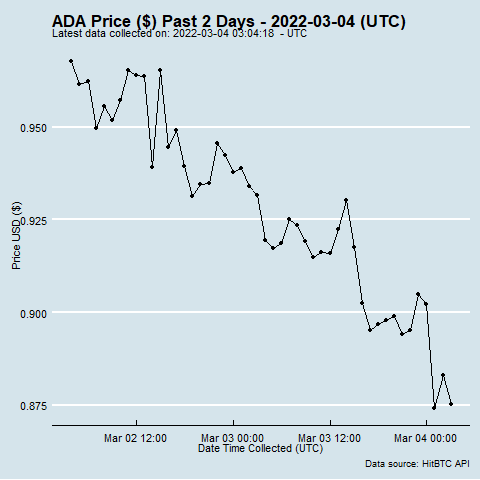 ADA Price ($) Past 2 Days - 2022-03-04 (UTC)
Latest data collected on: 2022-03-04 03:04:18  - UTC
Price USD ($)
0.950
0.925
0.900
0.875
Mar 02 12:00
Mar 03 00:00
Mar 03 12:00
Mar 04 00:00
Date Time Collected (UTC)
Data source: HitBTC API